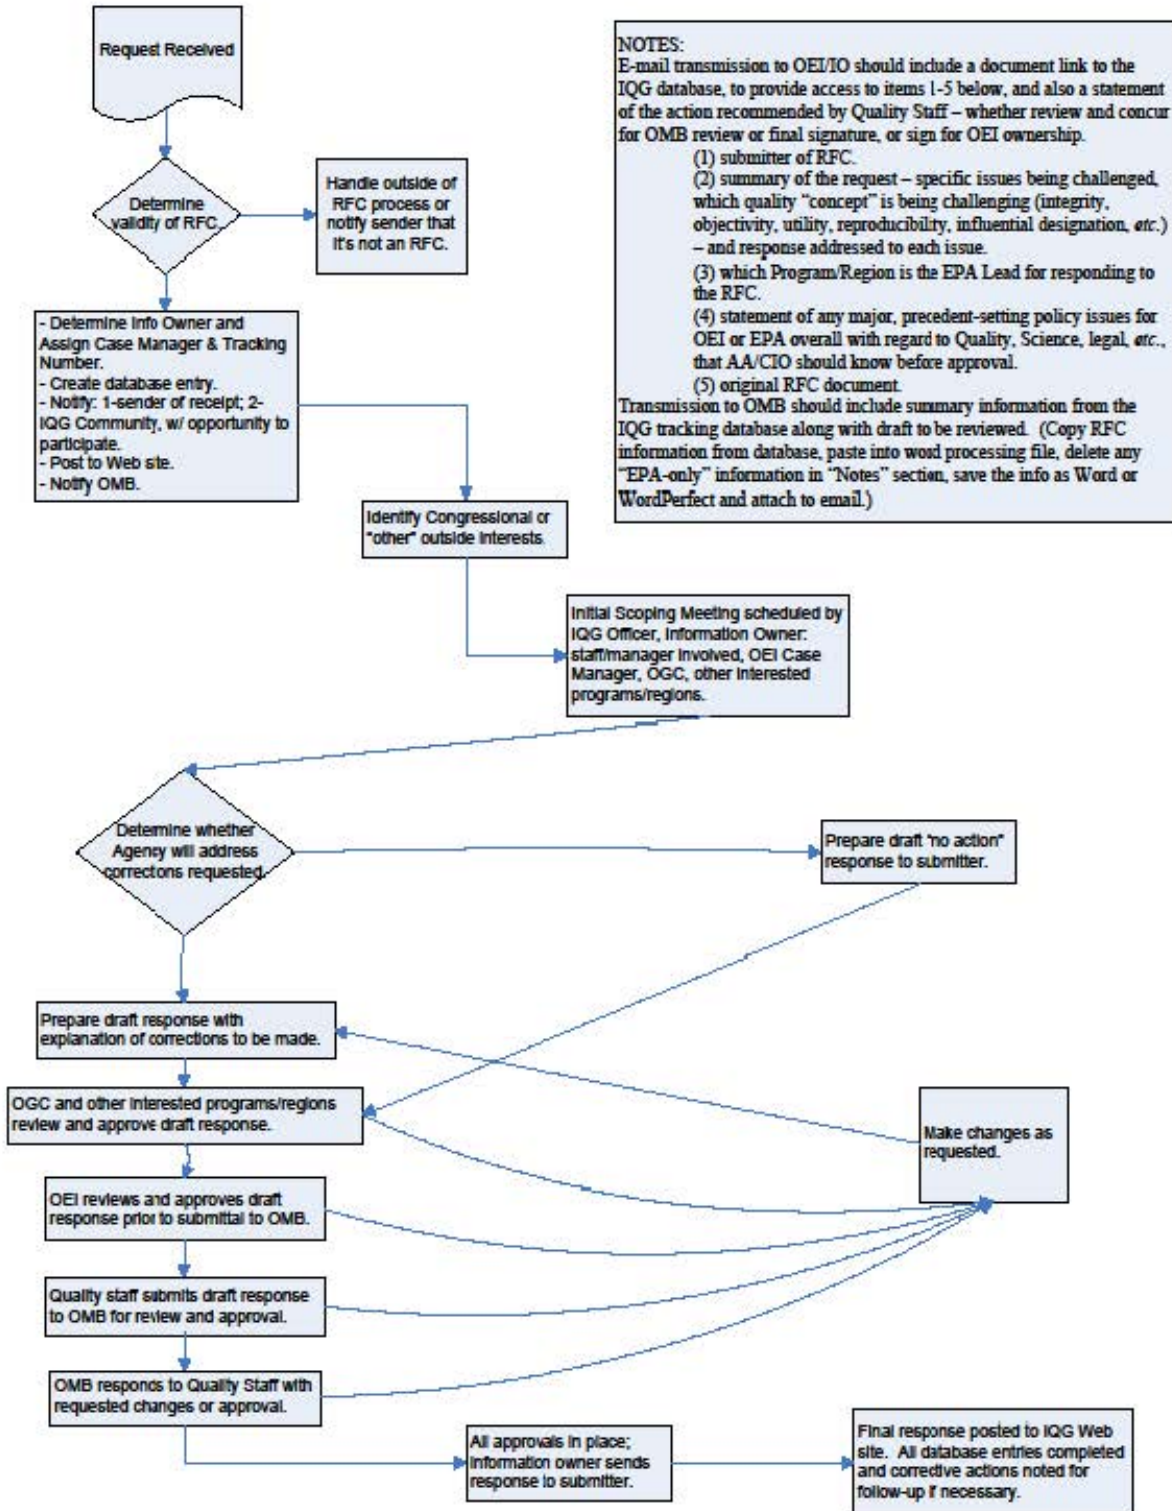 Request Received
NOTES:
E-mail transmission to OEI/IO should include a document link to the
IQG database, to provide access to items 1-5 below, and also a statement
of the action recommended by Quality Staff – whether review and concur
for OMB review or final signature, or sign for OEI ownership.
(1) submitter of RFC.
(2) summary of the request – specific issues being challenged,
which quality “concept” is being challenging (integrity,
objectivity, utility, reproducibility, influential designation, etc.)
– and response addressed to each issue.
(3) which Program/Region is the EPA Lead for responding to
the RFC.
(4) statement of any major, precedent-setting policy issues for
OEI or EPA overall with regard to Quality, Science, legal, etc.,
that AA/CIO should know before approval.
(5) original RFC document.
Transmission to OMB should include summary information from the
IQG tracking database along with draft to be reviewed. (Copy RFC
information from database, paste into word processing file, delete any
“EPA-only” information in “Notes” section, save the info as Word or
WordPerfect and attach to email.)
Determine
validity of RFC.
Handle outside of
RFC process or
notify sender that
it's not an RFC.
- Determine Info Owner and
Assign Case Manager & Tracking
Number.
- Create database entry.
- Notify: 1-sender of receipt; 2-
IQG Community, w/ opportunity to
participate.
- Post to Web site.
- Notify OMB.
Identify Congressional or
"other" outside interests.
Initial Scoping Meeting scheduled by
IQG Officer, Information Owner:
staff/manager involved, OEI Case
Manager, OGC, other interested
programs/regions.
Determine whether
Agency will address
correctons requested.
Prepare draft "no action"
response to submitter.
Prepare draft response with
explanation of corrections to be made.
OGC and other interested programs/regions
review and approve draft response.
Make changes as
requested.
OEI reviews and approves draft
response prior to submittal to OMB.
Quality staff submits draft response
to OMB for review and approval.
OMB responds to Quality Staff with
requested changes or approval.
All approvals in place;
information owner sends
response to submitter.
Final response posted to IQG Web
site. All database entries completed
and corrective actions noted for
follow-up if necessary.